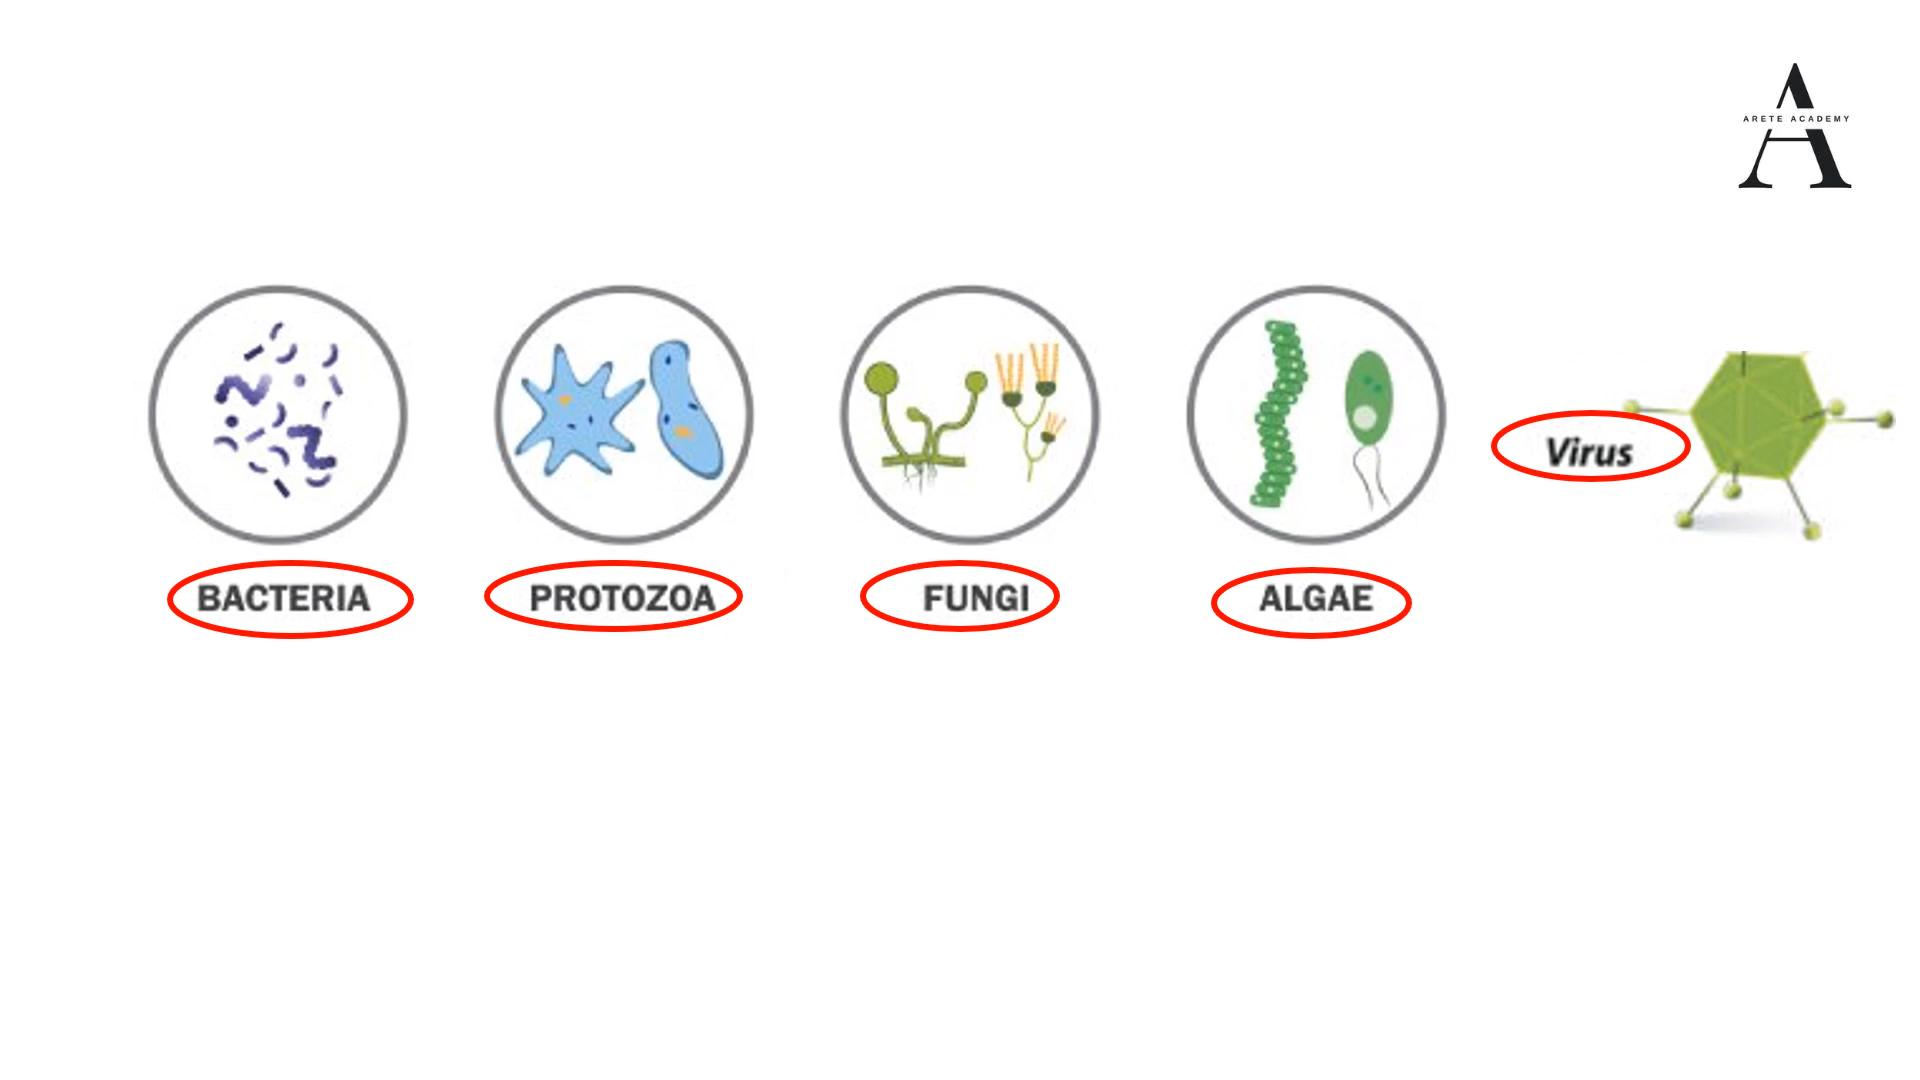 ARETE ACADEMY
Virus
BACTERIA
PROTOZOA
FUNGI
ALGAE